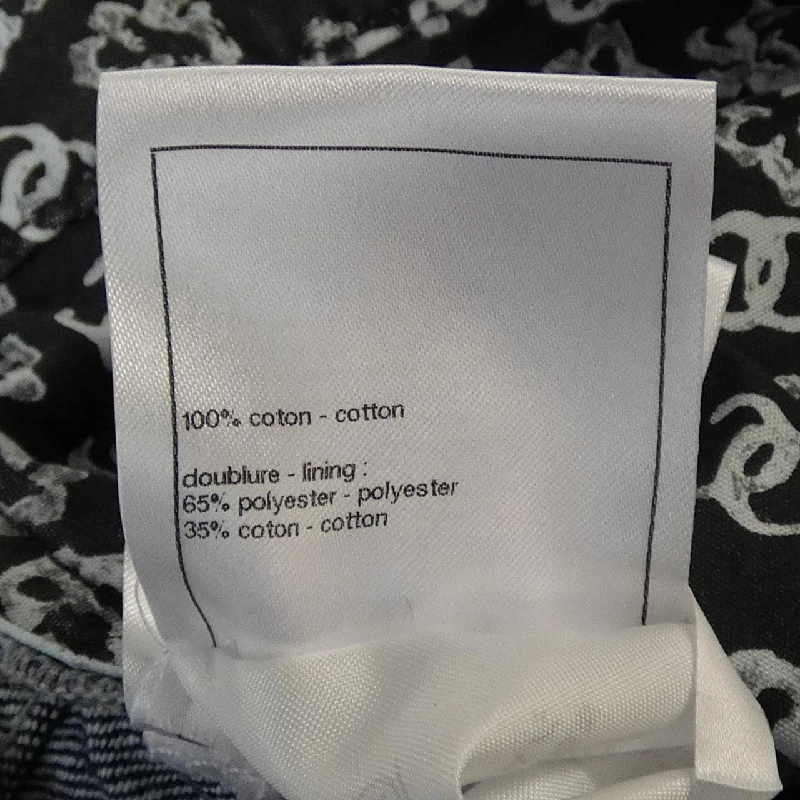 100% coton - cotton
doublure - lining :
65% polyester - polyester
35% coton - cotton